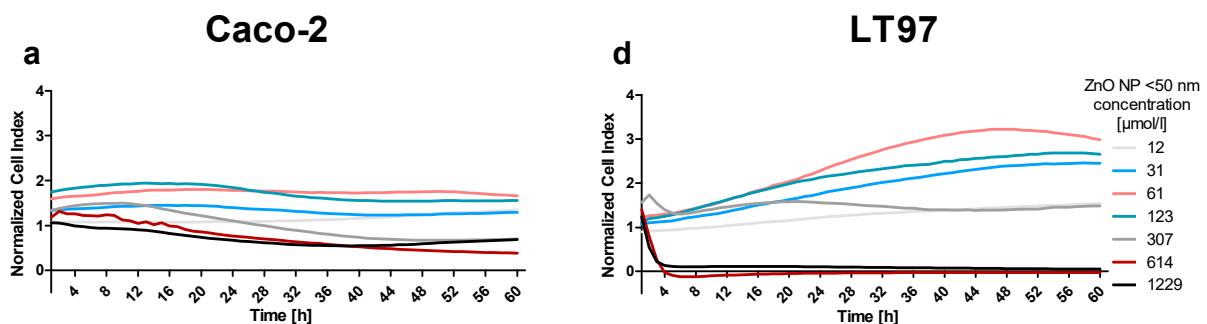 Caco-2
LT97
a
d
Normalized Cell Index
4
3
2
1
0
4 8 12 16 20 24 28 32 36 40 44 48 52 56 60
Time [h]
Normalized Cell Index
4
3
2
1
0
4 8 12 16 20 24 28 32 36 40 44 48 52 56 60
Time [h]
ZnO NP <50 nm
concentration
[µmol/l]
12
31
61
123
307
614
1229